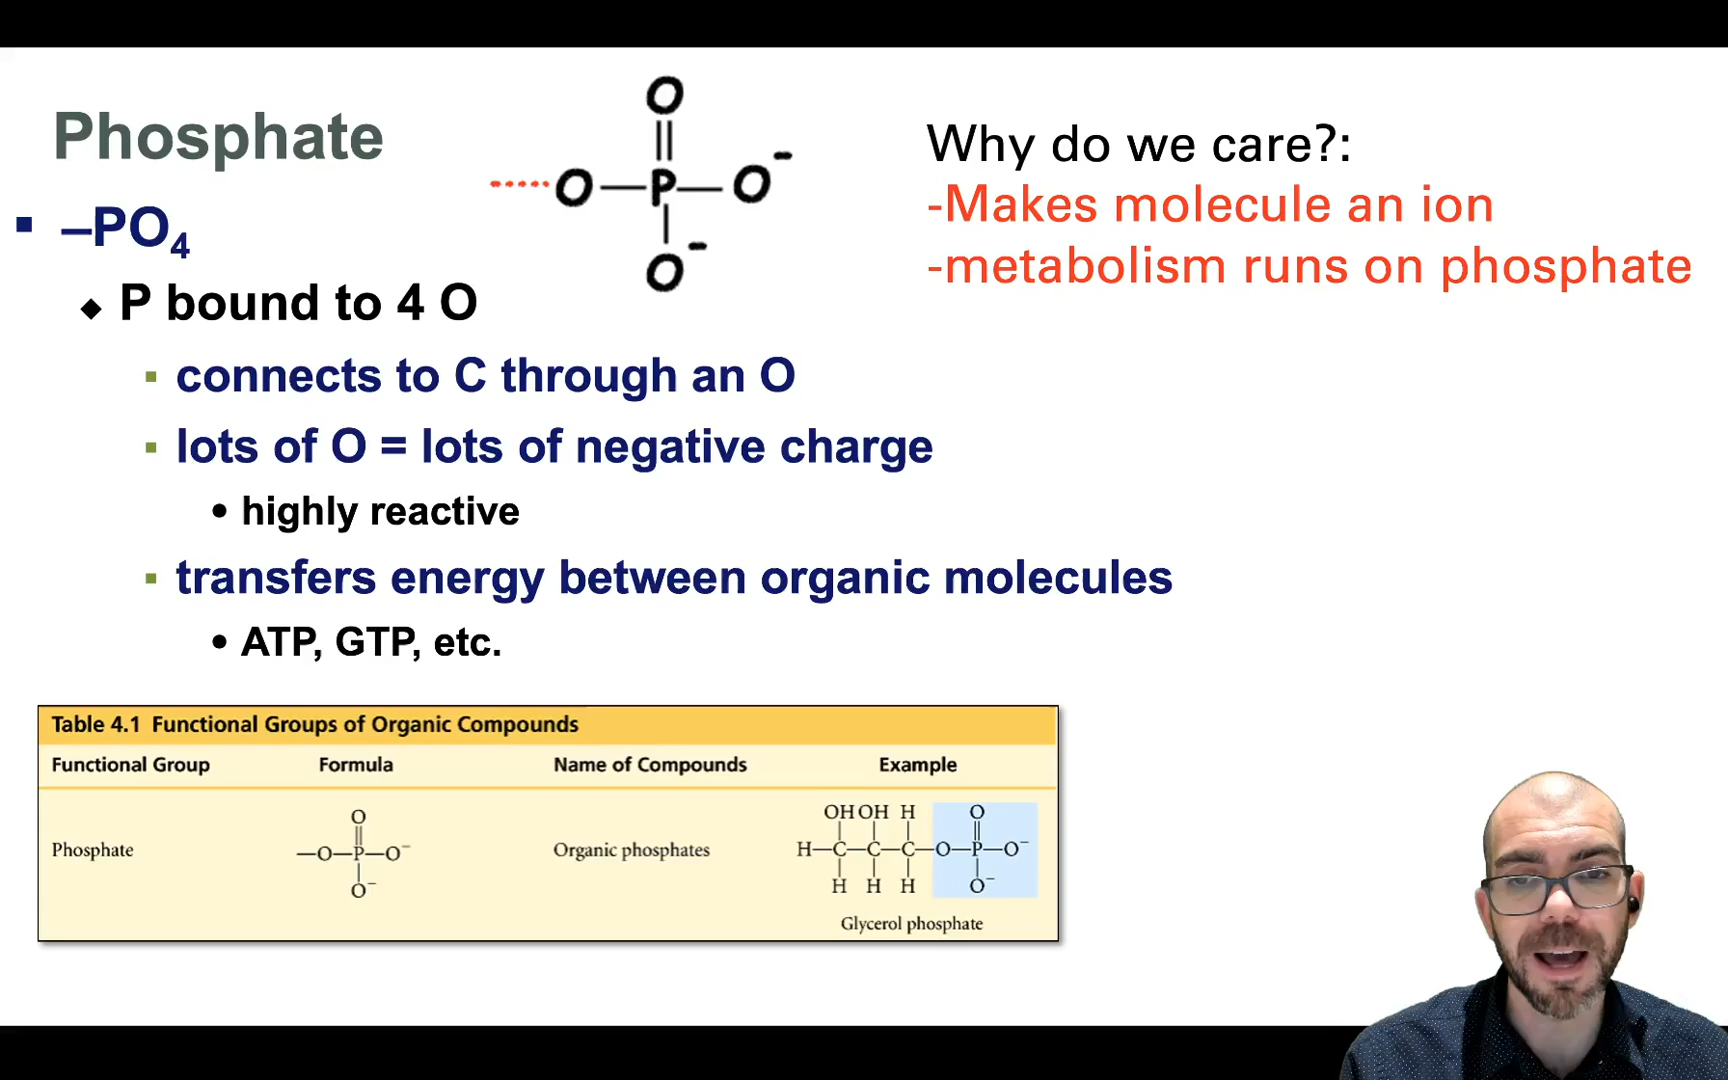 Phosphate
–PO4
P bound to 4 O
connects to C through an O
lots of O = lots of negative charge
highly reactive
transfers energy between organic molecules
ATP, GTP, etc.
O
O P O-
O-
Why do we care?:
-Makes molecule an ion
-metabolism runs on phosphate
Table 4.1 Functional Groups of Organic Compounds
Functional Group Formula Name of Compounds Example
O OH OH H O
Phosphate —O—P—O− Organic phosphates H—C—C—C—O—P—O−
O− H H H O−
Glycerol phosphate